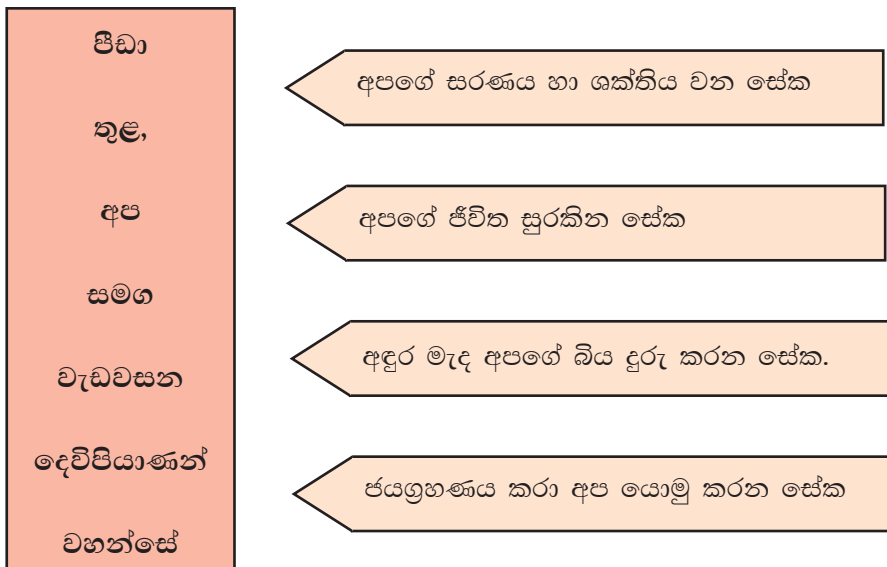 පීඩා
තුළ,
අප
සමග
වැඩවසන
දෙවිපියාණන්
වහන්සේ
අපගේ සරණය හා ශක්තිය වන සේක
අපගේ ජීවිත සුරකින සේක
අඳුර මැද අපගේ බිය දුරු කරන සේක.
ජයග්‍රහණය කරා අප යොමු කරන සේක